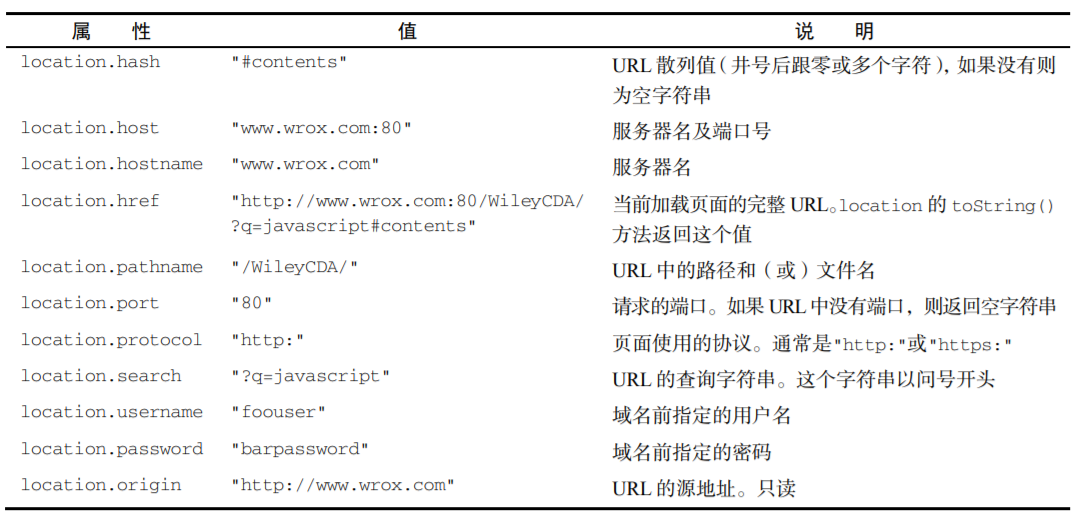 属 性 值 说 明
location.hash "#contents" URL 散列值（井号后跟零或多个字符），如果没有则
为空字符串
location.host "www.wrox.com:80" 服务器名及端口号
location.hostname "www.wrox.com" 服务器名
location.href "http://www.wrox.com:80/WileyCDA/ 当前加载页面的完整 URL。location 的 toString()
?q=javascript#contents" 方法返回这个值
location.pathname "/WileyCDA/" URL 中的路径和（或）文件名
location.port "80" 请求的端口。如果 URL 中没有端口，则返回空字符串
location.protocol "http:" 页面使用的协议。通常是"http:"或"https:"
location.search "?q=javascript" URL 的查询字符串。这个字符串以问号开头
location.username "foouser" 域名前指定的用户名
location.password "barpassword" 域名前指定的密码
location.origin "http://www.wrox.com" URL 的源地址。只读